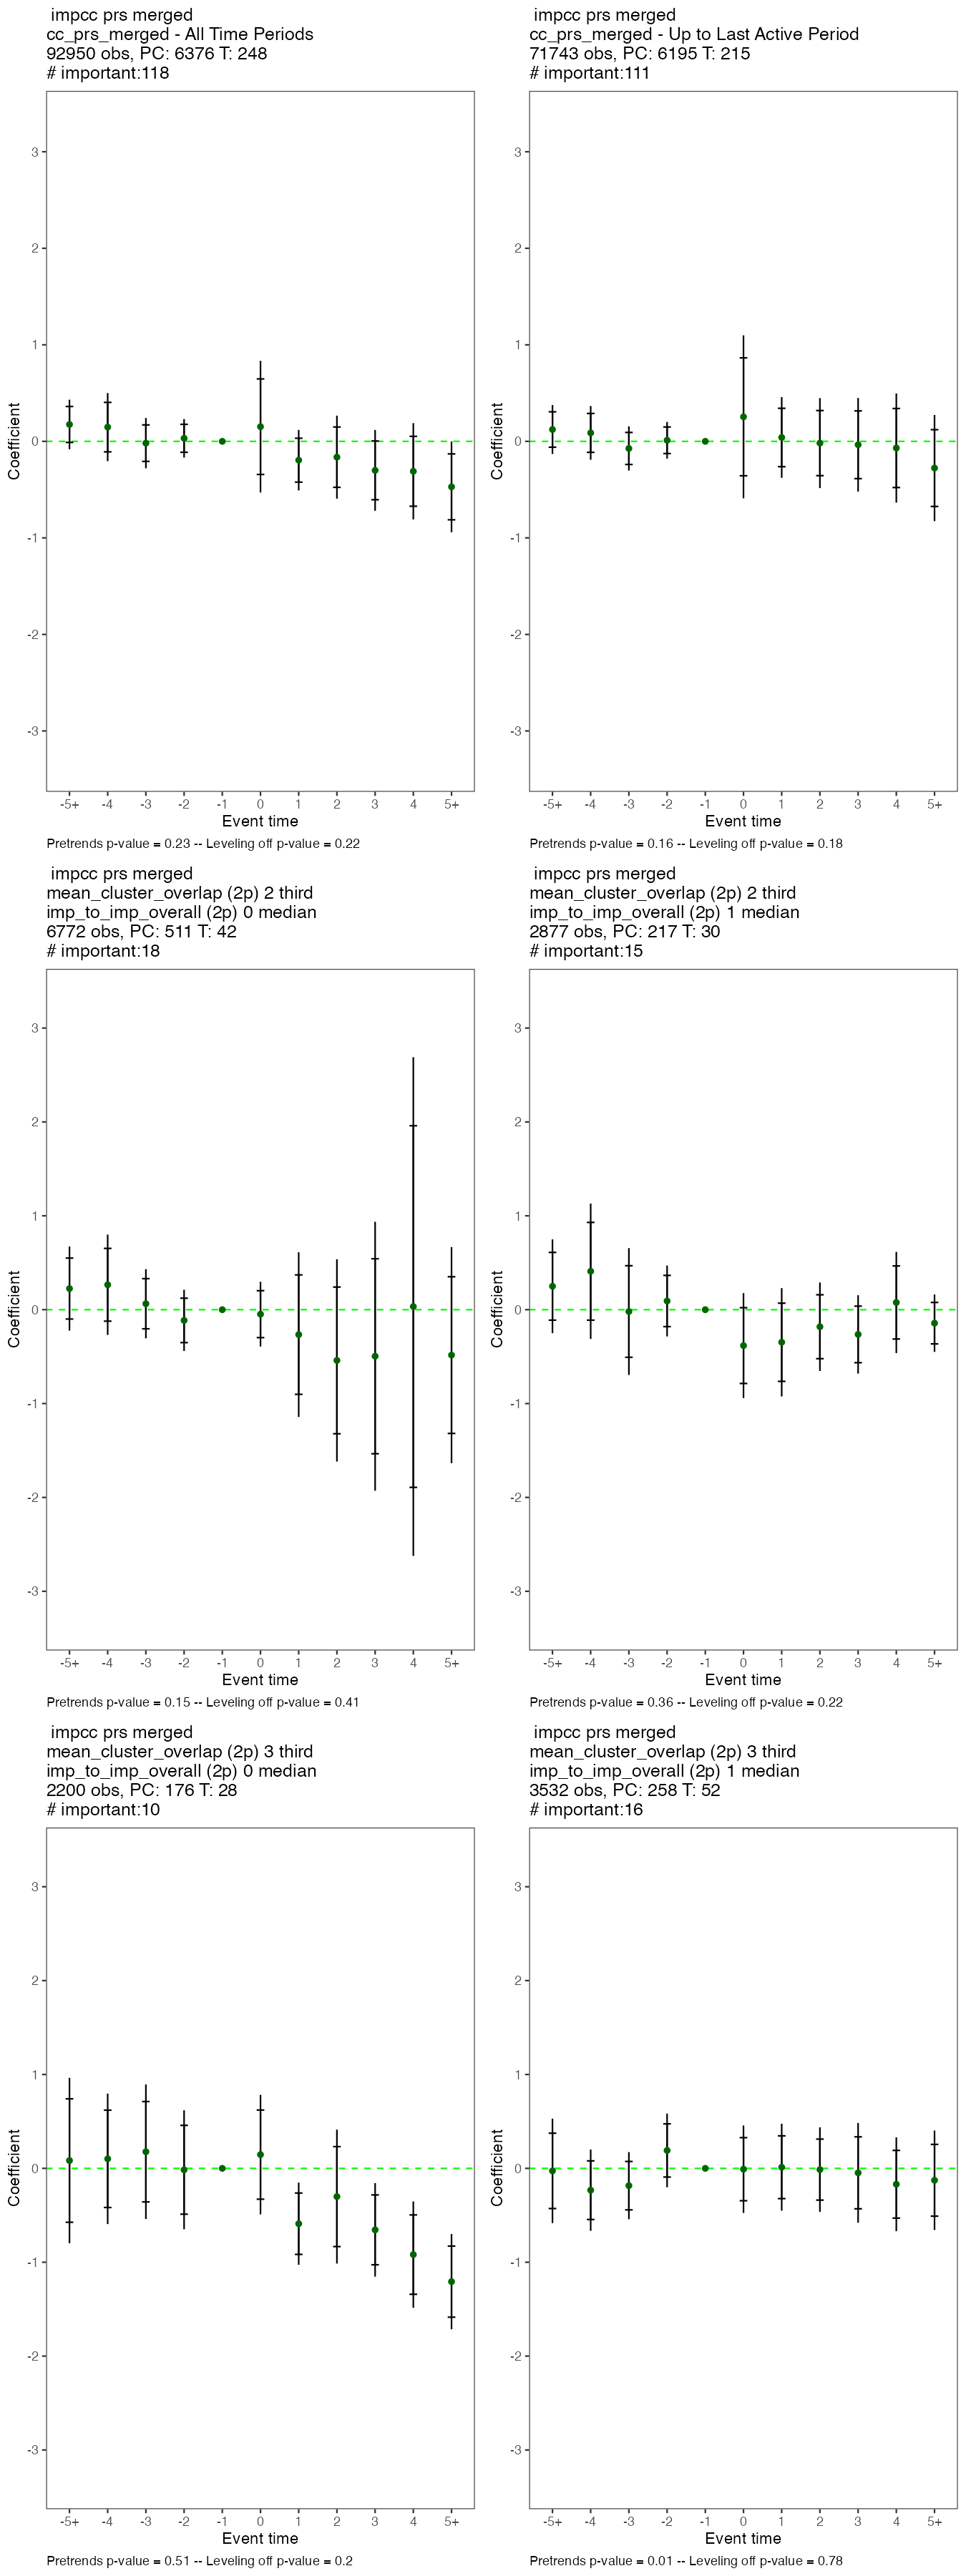 impcc prs merged
cc_prs_merged - All Time Periods
92950 obs, PC: 6376 T: 248
# important:118
3
2
1
0
-1
-2
-3
Coefficient
-5+ -4 -3 -2 -1 0 1 2 3 4 5+
Event time
Pretrends p-value = 0.23 -- Leveling off p-value = 0.22
impcc prs merged
cc_prs_merged - Up to Last Active Period
71743 obs, PC: 6195 T: 215
# important:111
3
2
1
0
-1
-2
-3
Coefficient
-5+ -4 -3 -2 -1 0 1 2 3 4 5+
Event time
Pretrends p-value = 0.16 -- Leveling off p-value = 0.18
impcc prs merged
mean_cluster_overlap (2p) 2 third
imp_to_imp_overall (2p) 0 median
6772 obs, PC: 511 T: 42
# important:18
3
2
1
0
-1
-2
-3
Coefficient
-5+ -4 -3 -2 -1 0 1 2 3 4 5+
Event time
Pretrends p-value = 0.15 -- Leveling off p-value = 0.41
impcc prs merged
mean_cluster_overlap (2p) 2 third
imp_to_imp_overall (2p) 1 median
2877 obs, PC: 217 T: 30
# important:15
3
2
1
0
-1
-2
-3
Coefficient
-5+ -4 -3 -2 -1 0 1 2 3 4 5+
Event time
Pretrends p-value = 0.36 -- Leveling off p-value = 0.22
impcc prs merged
mean_cluster_overlap (2p) 3 third
imp_to_imp_overall (2p) 0 median
2200 obs, PC: 176 T: 28
# important:10
3
2
1
0
-1
-2
-3
Coefficient
-5+ -4 -3 -2 -1 0 1 2 3 4 5+
Event time
Pretrends p-value = 0.51 -- Leveling off p-value = 0.2
impcc prs merged
mean_cluster_overlap (2p) 3 third
imp_to_imp_overall (2p) 1 median
3532 obs, PC: 258 T: 52
# important:16
3
2
1
0
-1
-2
-3
Coefficient
-5+ -4 -3 -2 -1 0 1 2 3 4 5+
Event time
Pretrends p-value = 0.01 -- Leveling off p-value = 0.78